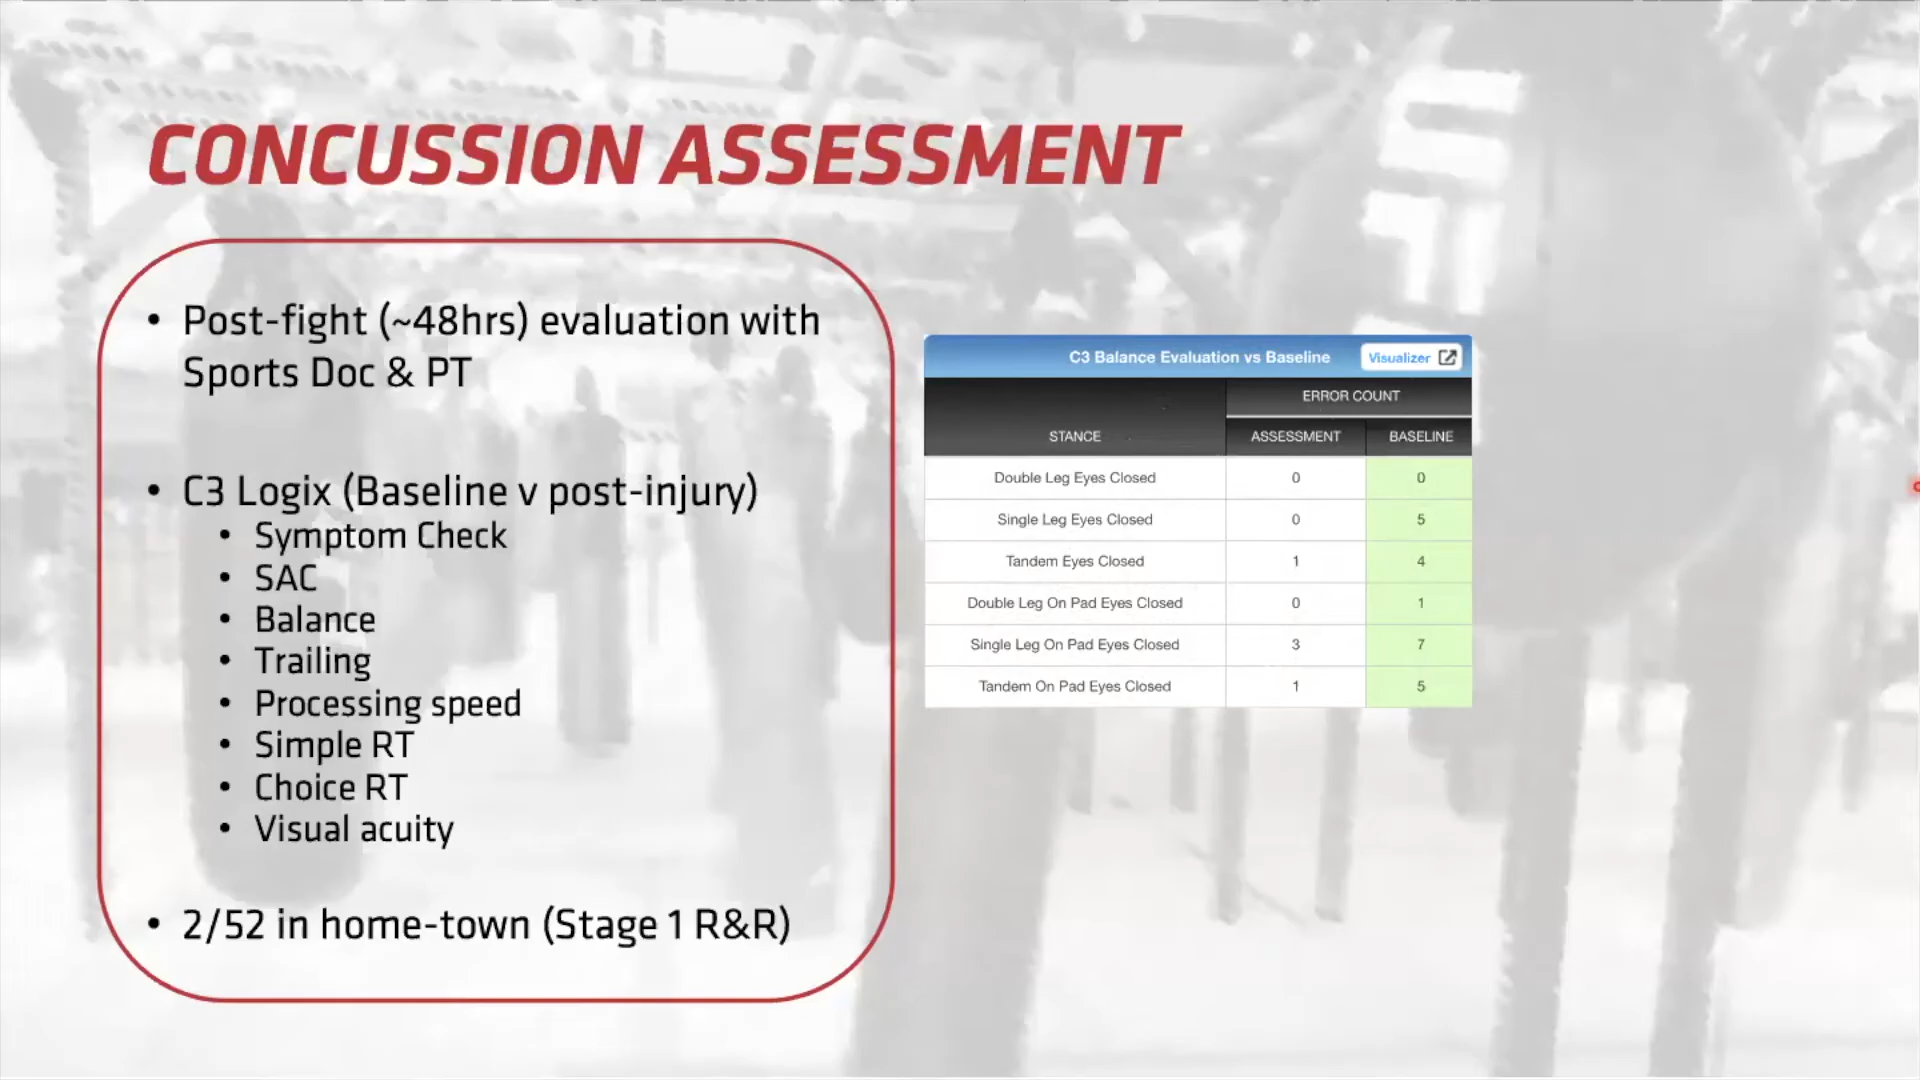 CONCUSSION ASSESSMENT
• Post-fight (~48hrs) evaluation with
Sports Doc & PT
• C3 Logix (Baseline v post-injury)
• Symptom Check
• SAC
• Balance
• Trailing
• Processing speed
• Simple RT
• Choice RT
• Visual acuity
• 2/52 in home-town (Stage 1 R&R)
C3 Balance Evaluation vs Baseline Visualizer
ERROR COUNT
STANCE ASSESSMENT BASELINE
Double Leg Eyes Closed 0 0
Single Leg Eyes Closed 0 5
Tandem Eyes Closed 1 4
Double Leg On Pad Eyes Closed 0 1
Single Leg On Pad Eyes Closed 3 7
Tandem On Pad Eyes Closed 1 5